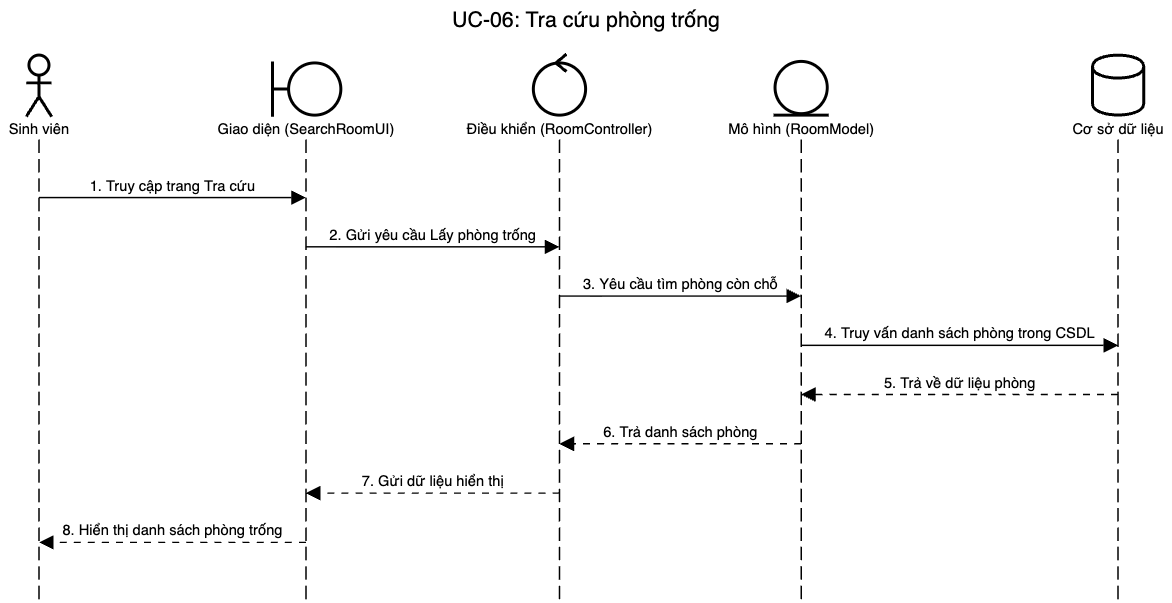 UC-06: Tra cứu phòng trống
Sinh viên
Giao diện (SearchRoomUI)
Điều khiển (RoomController)
Mô hình (RoomModel)
Cơ sở dữ liệu
1. Truy cập trang Tra cứu
2. Gửi yêu cầu Lấy phòng trống
3. Yêu cầu tìm phòng còn chỗ
4. Truy vấn danh sách phòng trong CSDL
5. Trả về dữ liệu phòng
6. Trả danh sách phòng
7. Gửi dữ liệu hiển thị
8. Hiển thị danh sách phòng trống